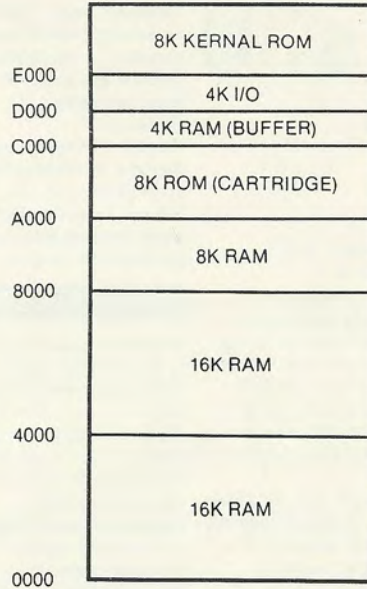 8K KERNAL ROM
E000
4K I/O
D000
4K RAM (BUFFER)
C000
8K ROM (CARTRIDGE)
A000
8K RAM
8000
16K RAM
4000
16K RAM
0000